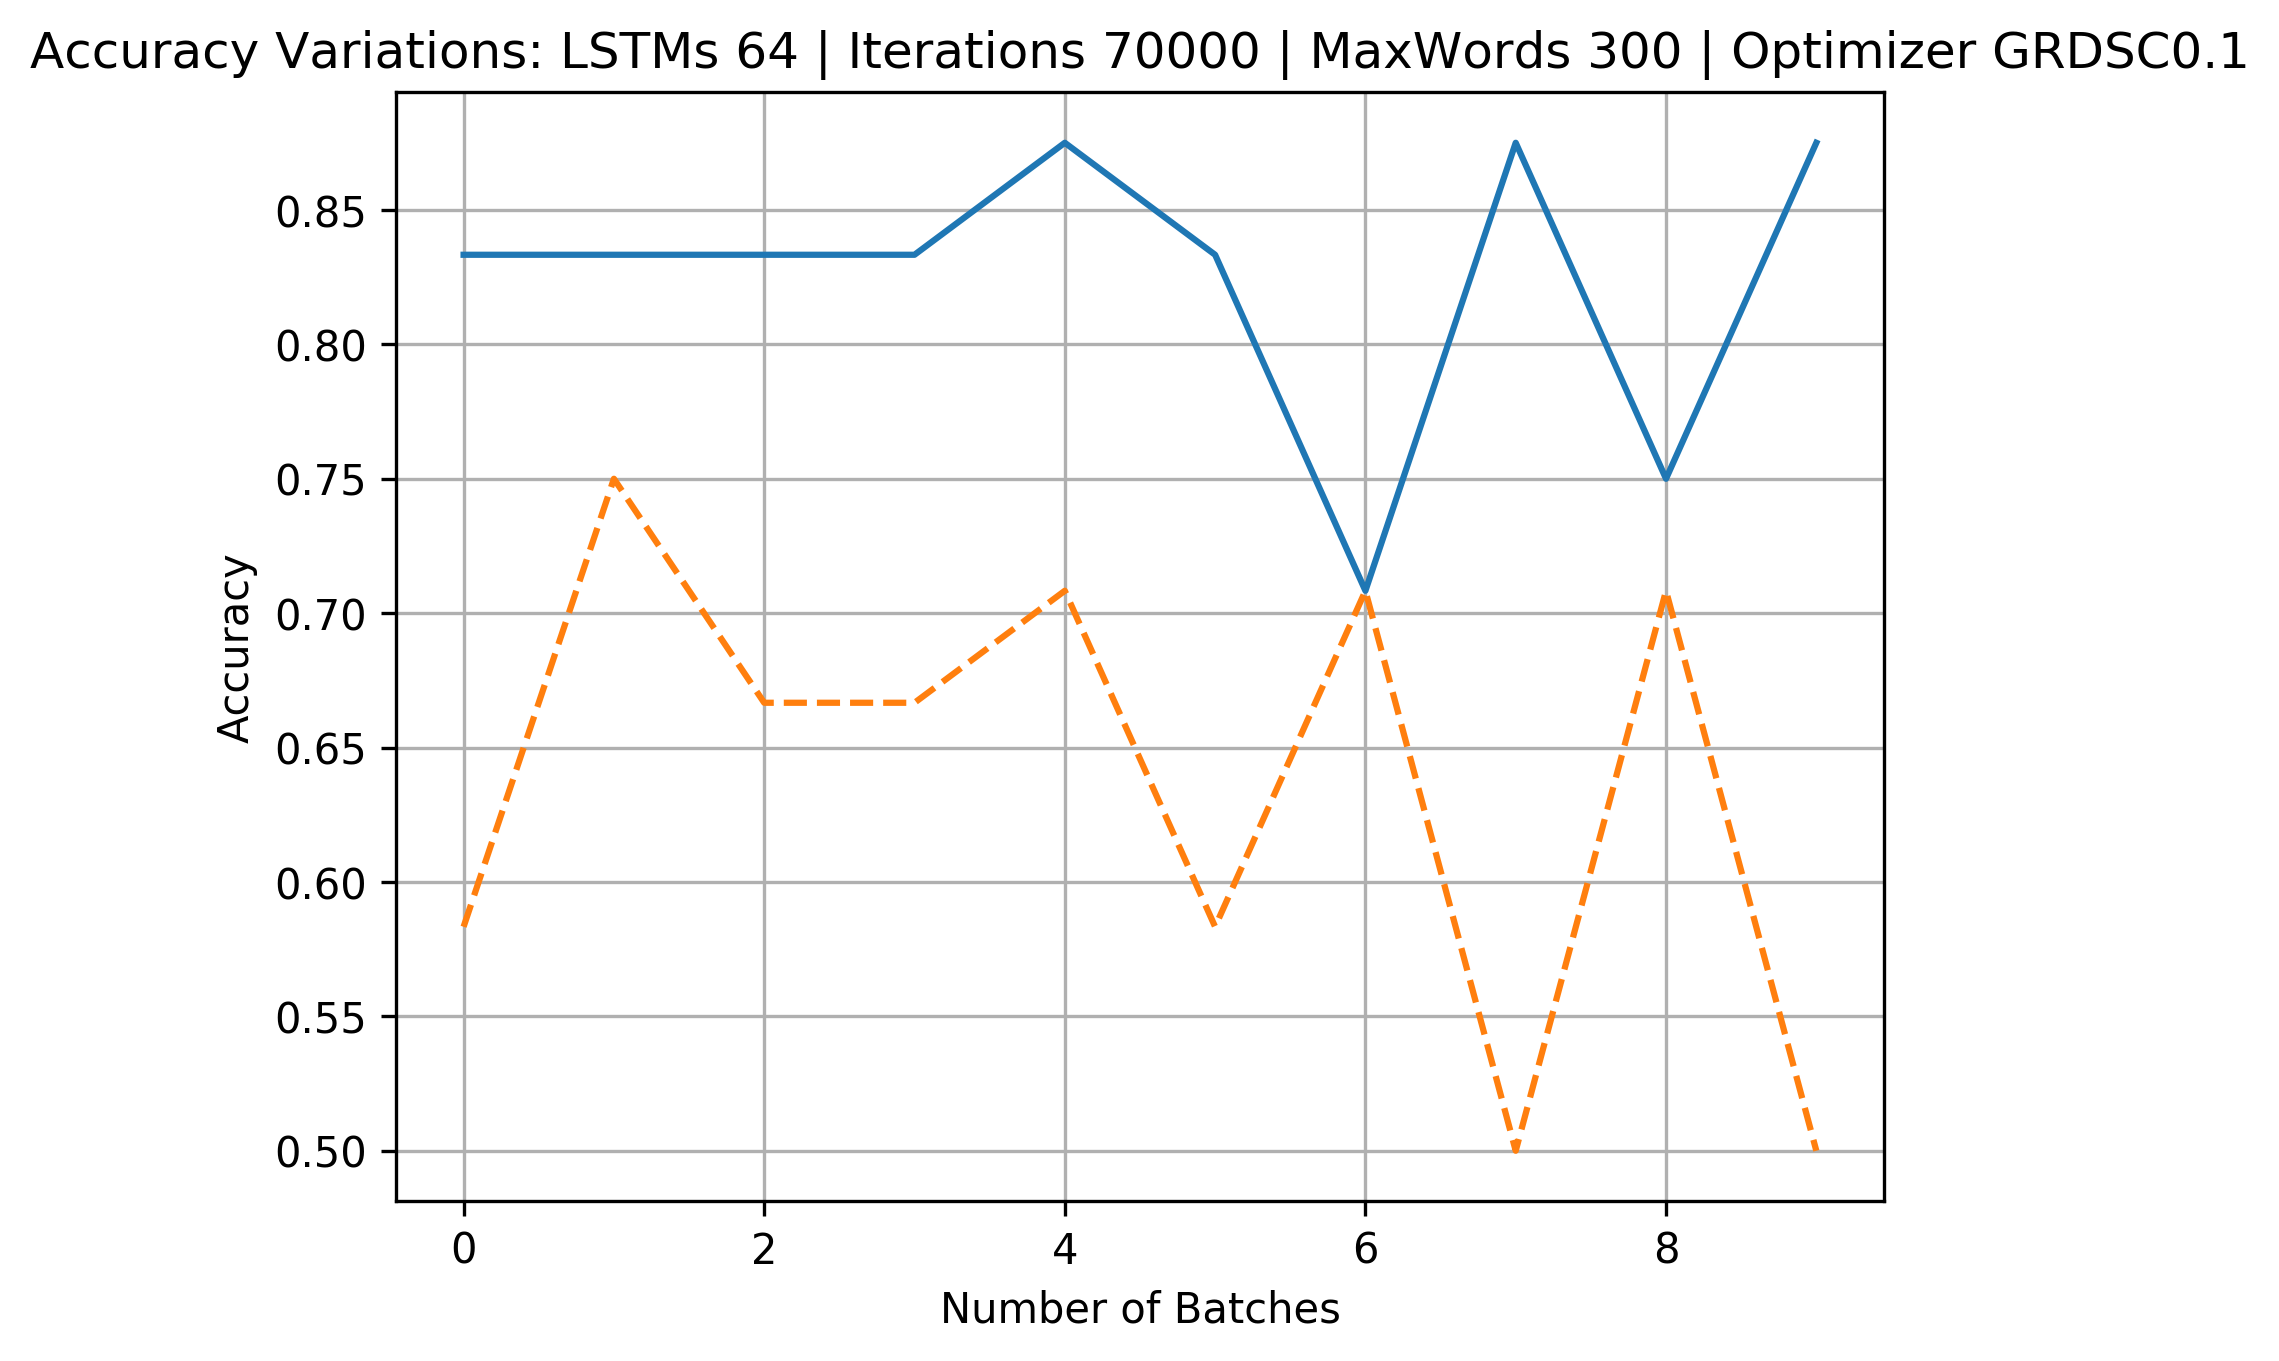 Accuracy Variations: LSTMs 64 | Iterations 70000 | MaxWords 300 | Optimizer GRDSC0.1
0.85
0.80
0.75
0.70
0.65
0.60
0.55
0.50
Accuracy
0 2 4 6 8
Number of Batches